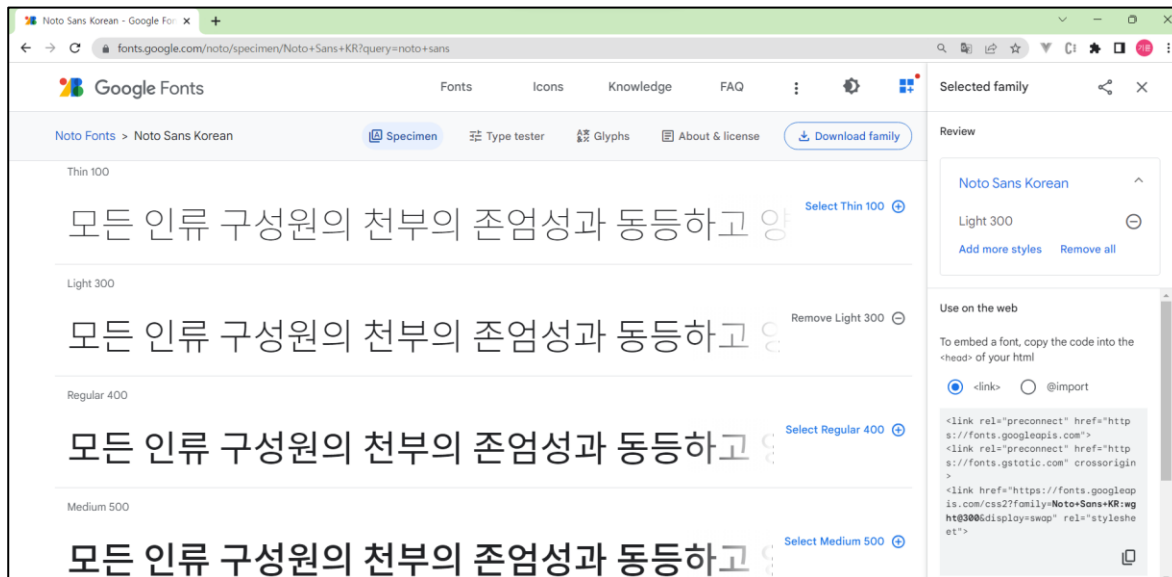 Noto Sans Korean - Google Fon
fonts.google.com/noto/specimen/Noto+Sans+KR?query=noto+sans
Google Fonts
Fonts
Icons
Knowledge
FAQ
Noto Fonts > Noto Sans Korean
Specimen
Type tester
Glyphs
About & license
Download family
Thin 100
모든 인류 구성원의 천부의 존엄성과 동등하고 양
Select Thin 100
Light 300
모든 인류 구성원의 천부의 존엄성과 동등하고
Remove Light 300
Regular 400
모든 인류 구성원의 천부의 존엄성과 동등하고
Select Regular 400
Medium 500
모든 인류 구성원의 천부의 존엄성과 동등하고
Select Medium 500
Selected family
Review
Noto Sans Korean
Light 300
Add more styles
Remove all
Use on the web
To embed a font, copy the code into the
<head> of your html
<link>
@import
<link rel="preconnect" href="http
s://fonts.googleapis.com">
<link rel="preconnect" href="http
s://fonts.gstatic.com" crossorigin
>
<link href="https://fonts.googleap
is.com/css2?family=Noto+Sans+KR:wg
ht@300&display=swap" rel="styleshe
et">